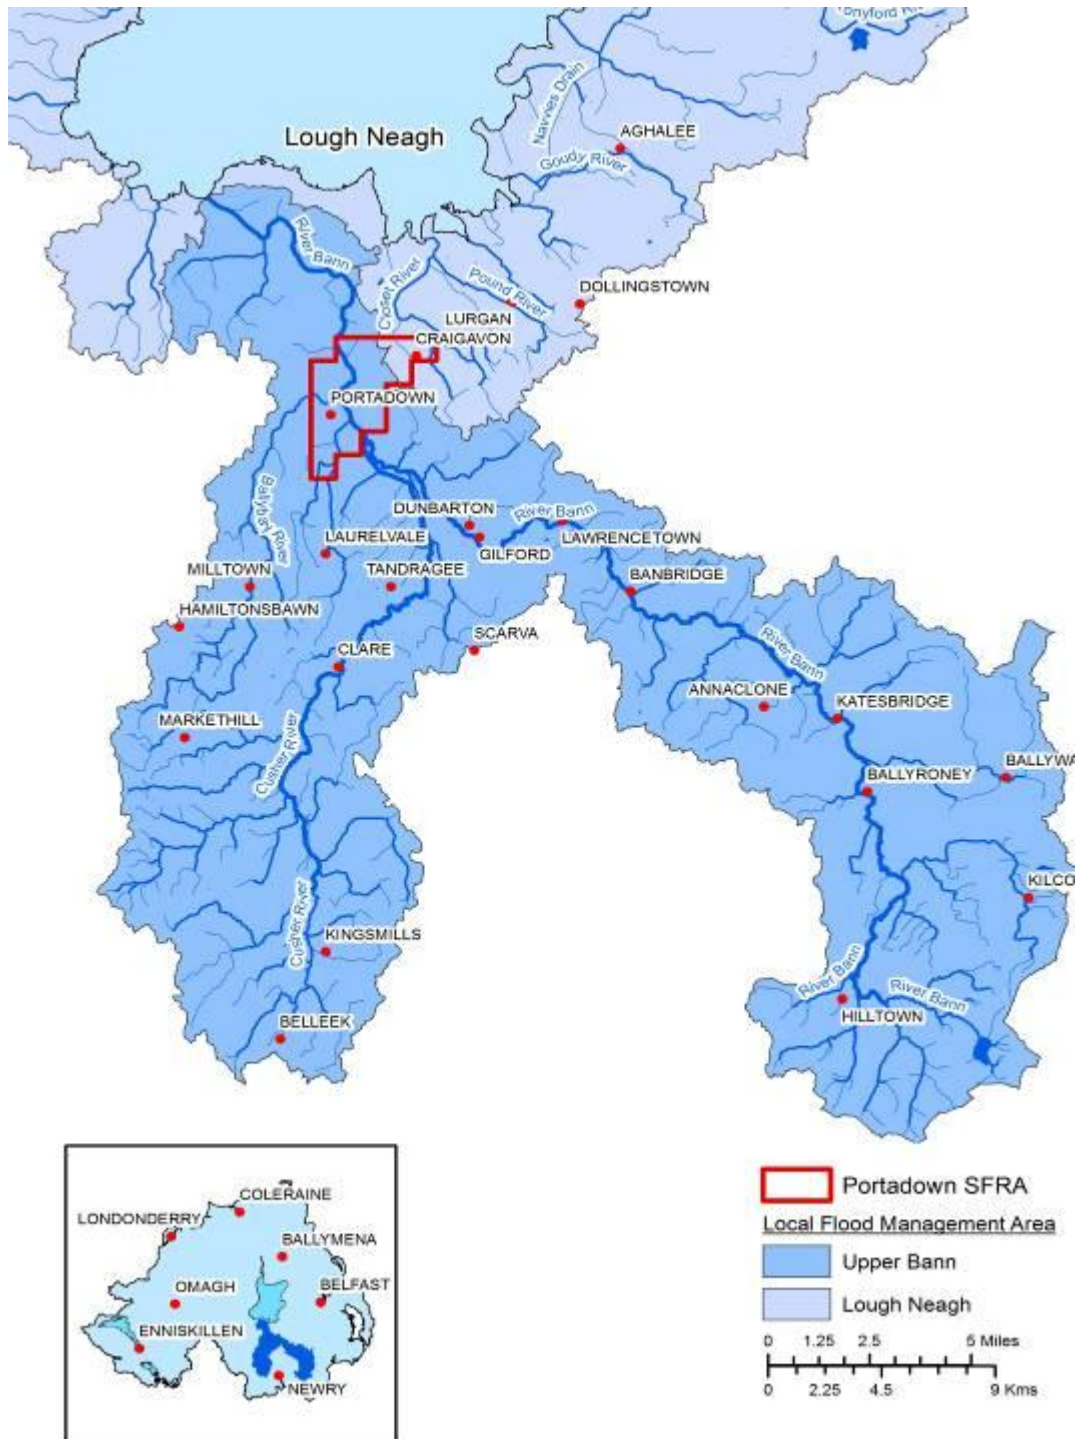 Tonyford Ri
Navvies Drain
AGHALEE
Lough Neagh
Goudy River
River Bann
Closet River
Pound River
DOLLINGSTOWN
LURGAN
CRAIGAVON
PORTADOWN
River Bann
DUNBARTON
LAURELVALE
GILFORD
LAWRENCETOWN
MILLTOWN
TANDRAGEE
BANBRIDGE
HAMILTONSBAWN
SCARVA
River Bann
CLARE
ANNACLONE
KATESBRIDGE
MARKETHILL
Cusher River
BALLYWA
BALLYRONEY
KILCO
Cusher River
KINGSMILLS
River Bann
River Bann
HILLTOWN
BELLEEK
COLERAINE
LONDONDERRY
BALLYMENA
OMAGH
BELFAST
ENNISKILLEN
NEWRY
Portadown SFRA
Local Flood Management Area
Upper Bann
Lough Neagh
0 1.25 2.5 5 Miles
0 2.25 4.5 9 Kms